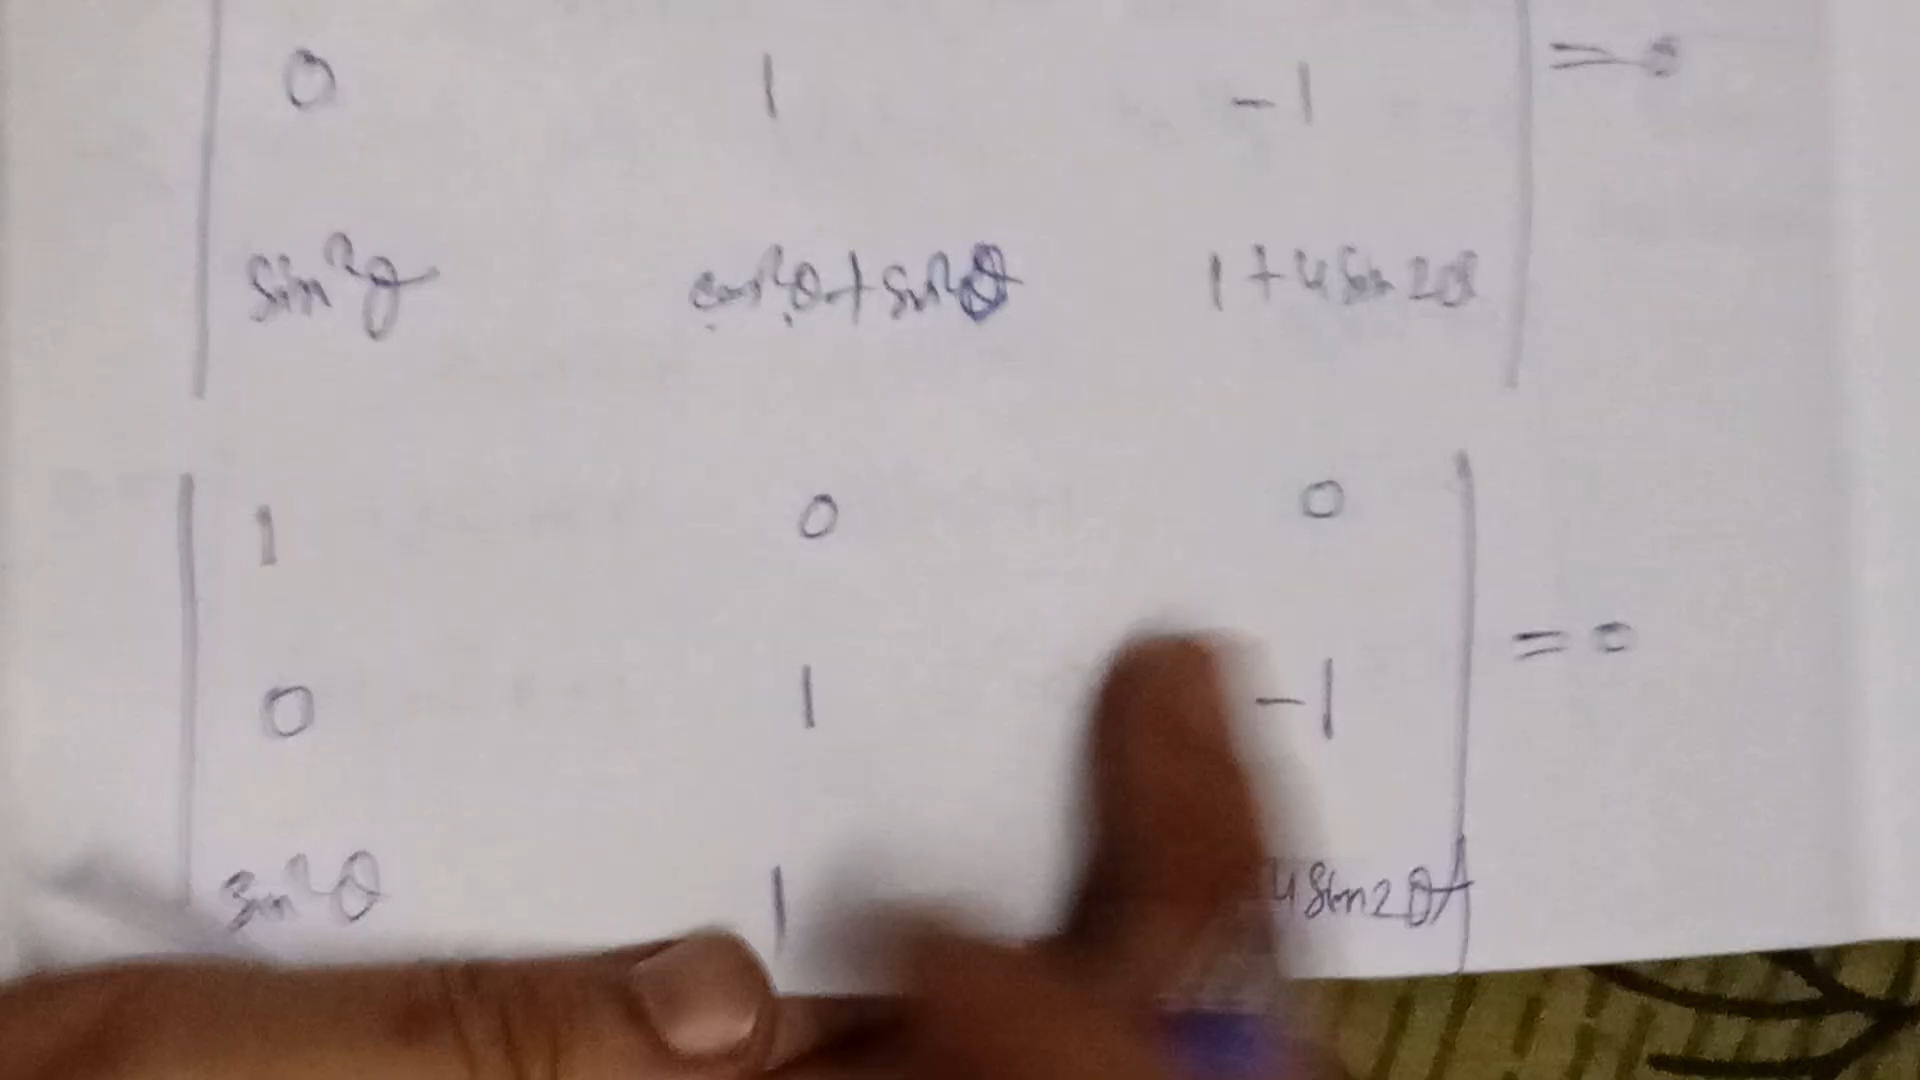 0 1 -1 = 0
sin²θ cos²θ + sin²θ 1 + 4 sin 2θ
1 0 0
0 1 -1 = 0
sin²θ 1 4 sin 2θ